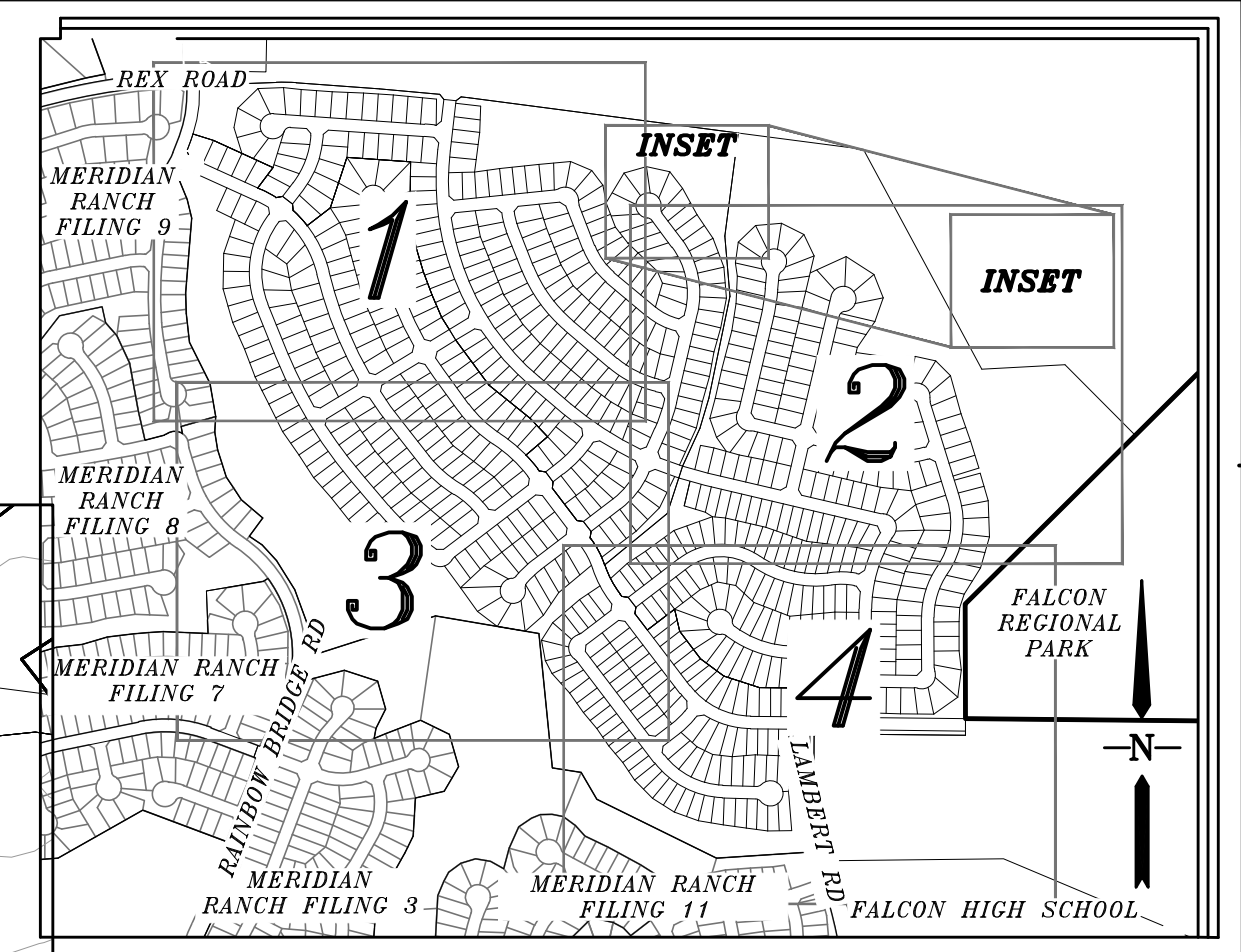 REX ROAD
INSET
MERIDIAN
RANCH
FILING 9
1
INSET
2
MERIDIAN
RANCH
FILING 8
3
FALCON
REGIONAL
PARK
MERIDIAN RANCH
FILING 7
RAINBOW BRIDGE RD
4
N
LAMBERT RD
MERIDIAN
RANCH FILING 3
MERIDIAN RANCH
FILING 11
FALCON HIGH SCHOOL